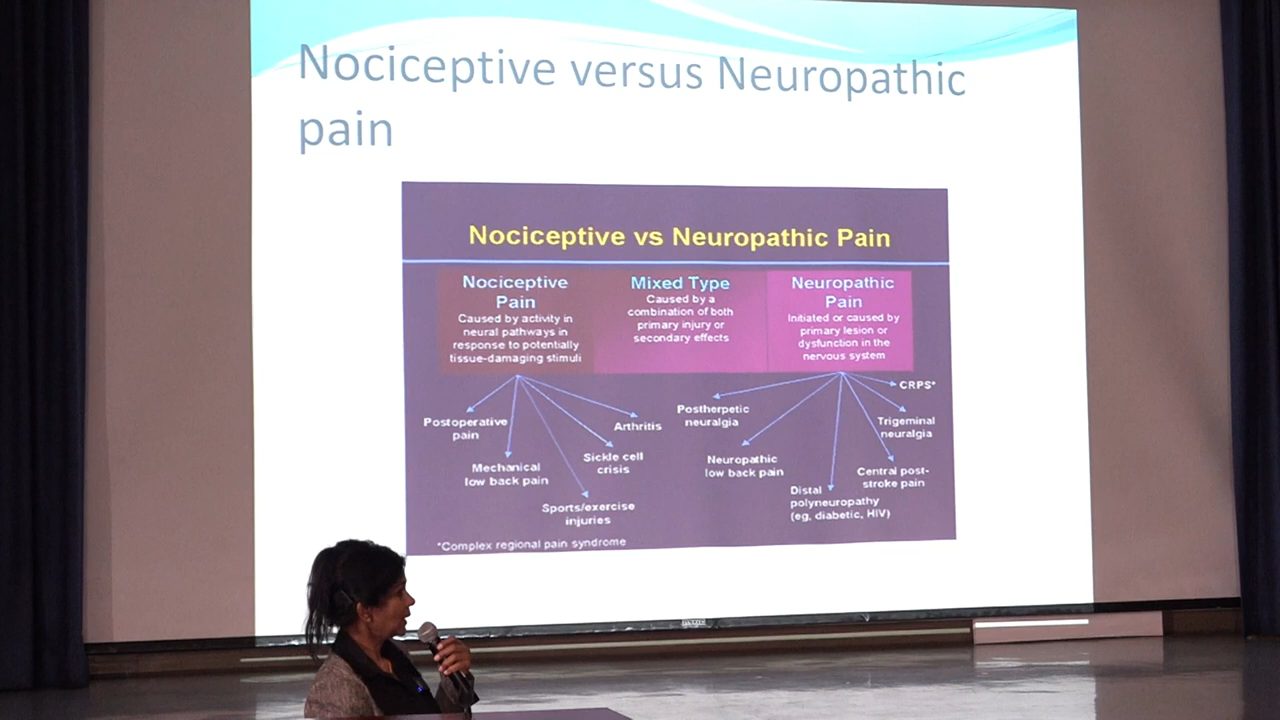 Nociceptive versus Neuropathic
pain
Nociceptive vs Neuropathic Pain
Nociceptive
Pain
Caused by activity in
neural pathways in
response to potentially
tissue-damaging stimuli
Mixed Type
Caused by a
combination of both
primary injury or
secondary effects
Neuropathic
Pain
Initiated or caused by
primary lesion or
dysfunction in the
nervous system
Postoperative
pain
Mechanical
low back pain
Sports/exercise
injuries
Sickle cell
crisis
Arthritis
Postherpetic
neuralgia
Neuropathic
low back pain
Distal
polyneuropathy
(eg, diabetic, HIV)
Central post-
stroke pain
Trigeminal
neuralgia
CRPS*
*Complex regional pain syndrome